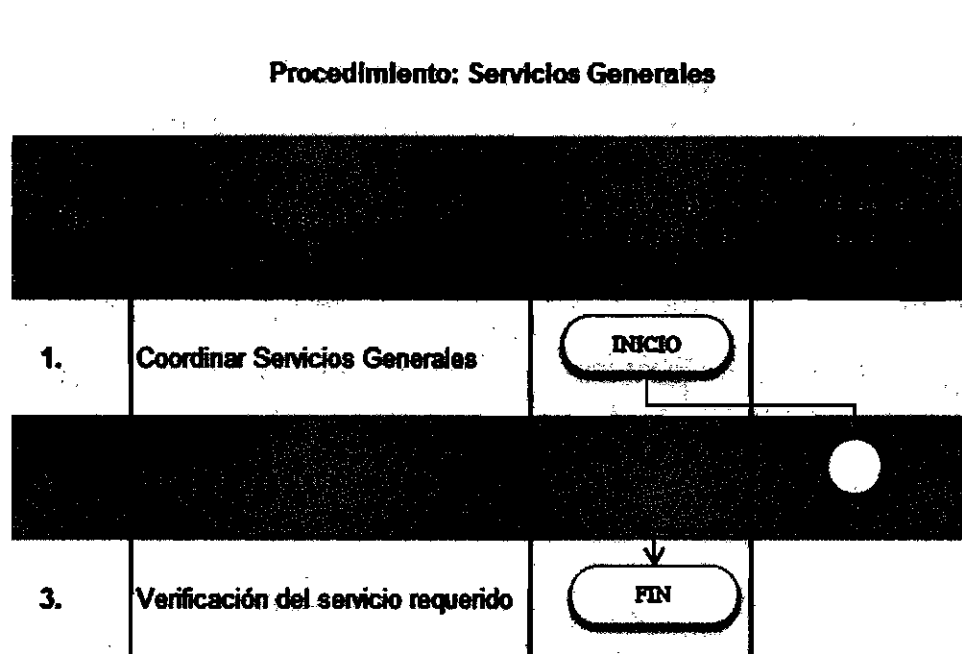 Procedimiento: Servicios Generales
1. Coordinar Servicios Generales INICIO
3. Verificación del servicio requerido FIN